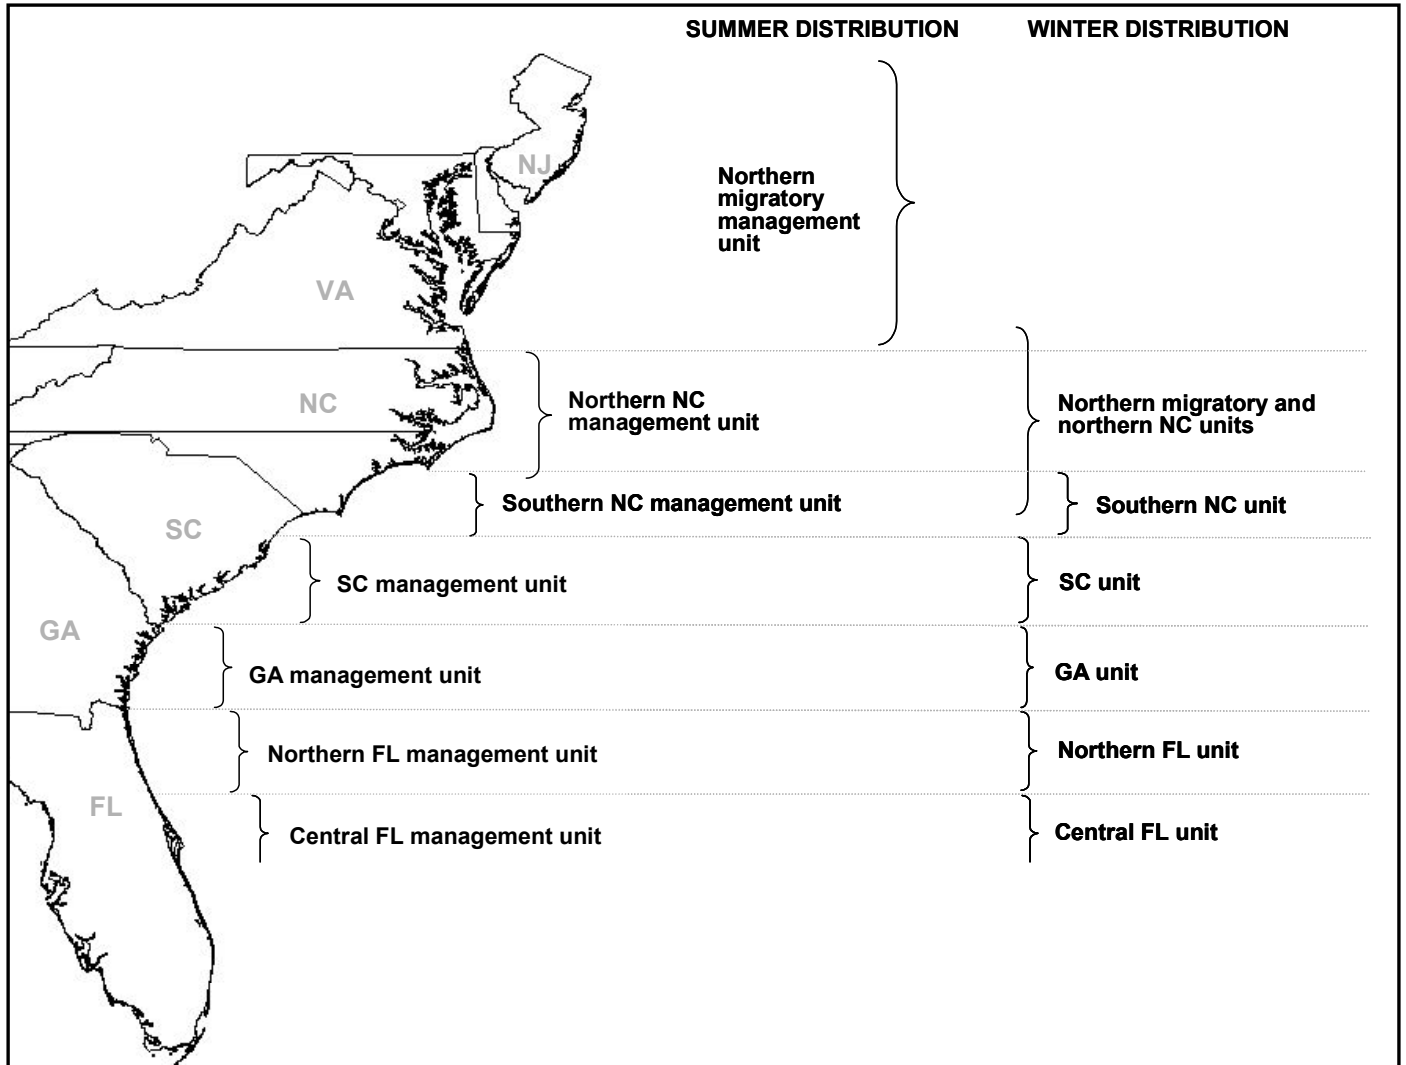 SUMMER DISTRIBUTION
WINTER DISTRIBUTION
NJ
Northern
migratory
management
unit
VA
NC
Northern NC
management unit
Northern migratory and
northern NC units
Southern NC management unit
Southern NC unit
SC
SC management unit
SC unit
GA
GA management unit
GA unit
Northern FL management unit
Northern FL unit
FL
Central FL management unit
Central FL unit